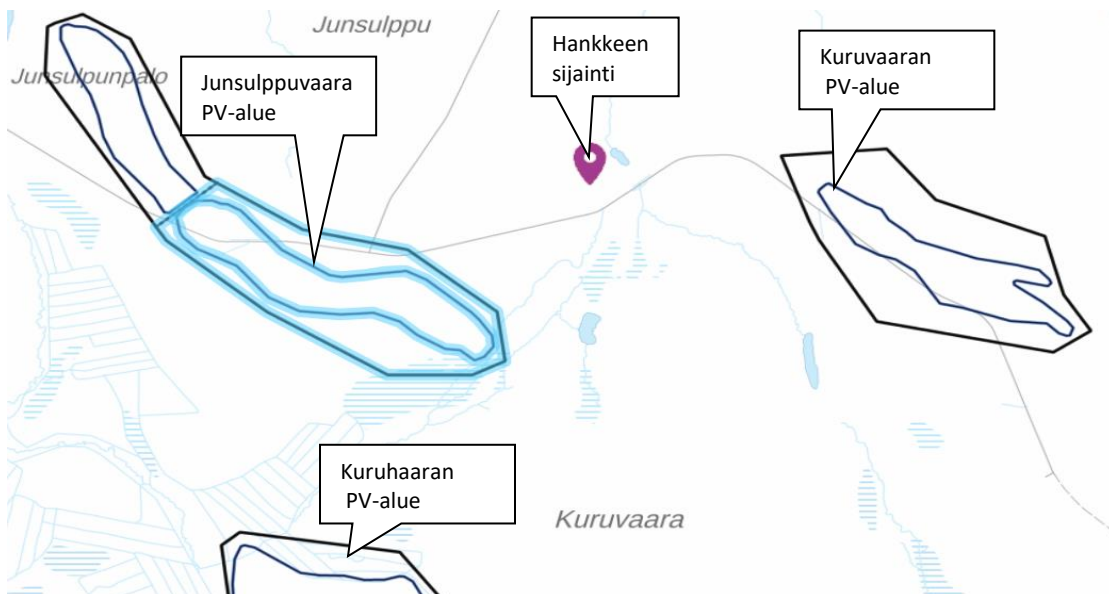 Junsulppu
Hankkeen
sijainti
Kuruvaaran
PV-alue
Junsulpunpalo
Junsulppuvaara
PV-alue
Kuruhaaran
PV-alue
Kuruvaara